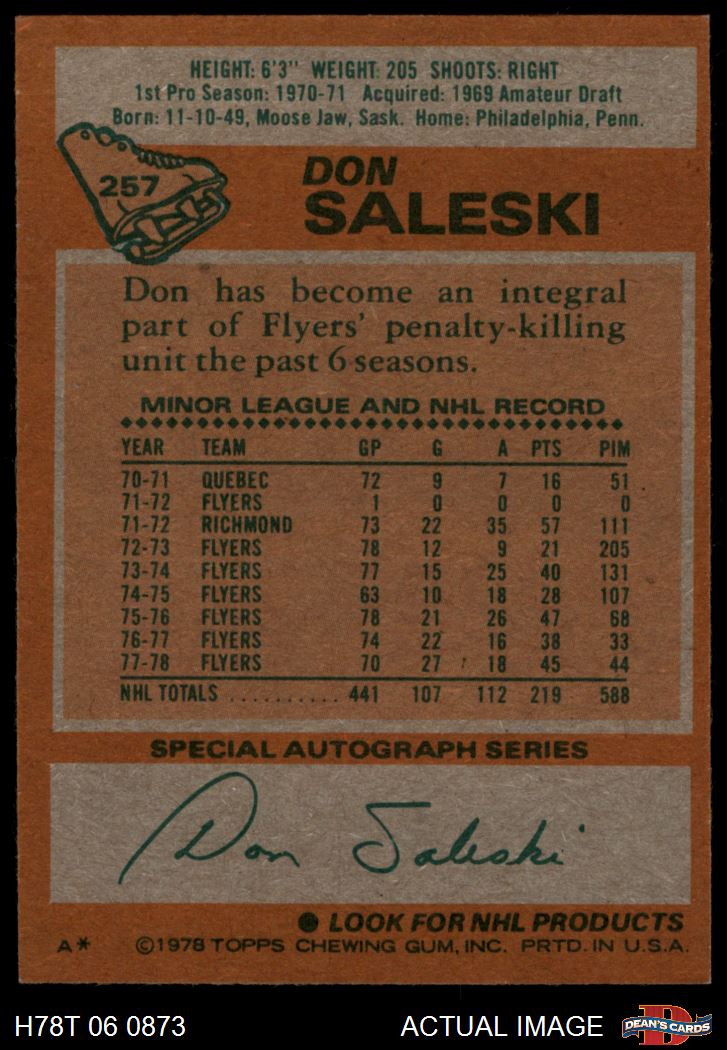 HEIGHT: 6'3" WEIGHT: 205 SHOOTS: RIGHT
1st Pro Season: 1970-71 Acquired: 1969 Amateur Draft
Born: 11-10-49, Moose Jaw, Sask. Home: Philadelphia, Penn.
257
DON
SALESKI
Don has become an integral
part of Flyers' penalty-killing
unit the past 6 seasons.
MINOR LEAGUE AND NHL RECORD
YEAR TEAM GP G A PTS PIM
70-71 QUEBEC 72 9 7 16 51
71-72 FLYERS 1 0 0 0 0
71-72 RICHMOND 73 22 35 57 111
72-73 FLYERS 78 12 9 21 205
73-74 FLYERS 77 15 25 40 131
74-75 FLYERS 63 10 18 28 107
75-76 FLYERS 78 21 26 47 68
76-77 FLYERS 74 22 16 38 33
77-78 FLYERS 70 27 18 45 44
NHL TOTALS .......... 441 107 112 219 588
SPECIAL AUTOGRAPH SERIES
Don Saleski
● LOOK FOR NHL PRODUCTS
A* ©1978 TOPPS CHEWING GUM, INC. PRTD. IN U.S.A.
H78T 06 0873 ACTUAL IMAGE
D
DEAN'S CARDS